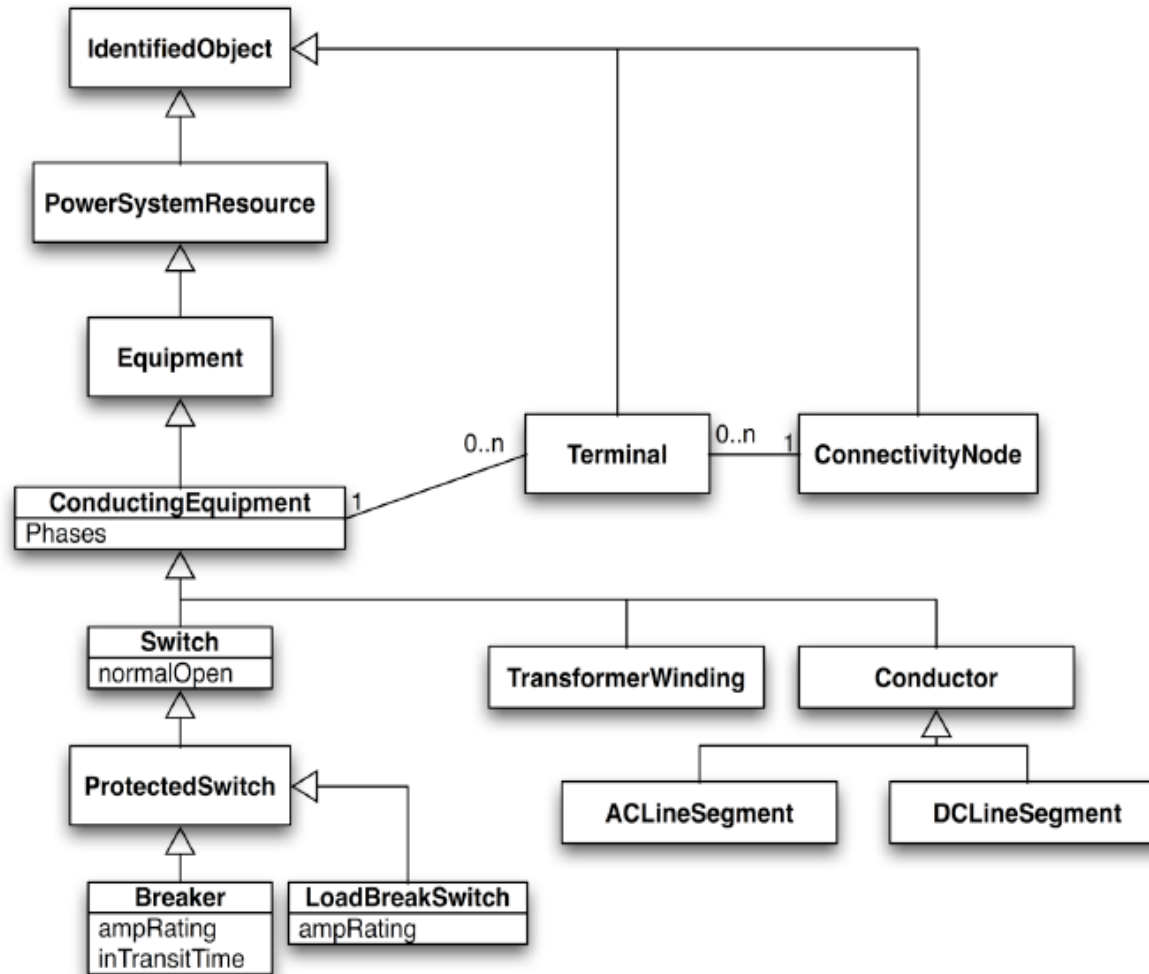 IdentifiedObject
PowerSystemResource
Equipment
0..n
Terminal
0..n
1
ConnectivityNode
ConductingEquipment
1
Phases
Switch
normalOpen
TransformerWinding
Conductor
ProtectedSwitch
ACLineSegment
DCLineSegment
Breaker
ampRating
inTransitTime
LoadBreakSwitch
ampRating